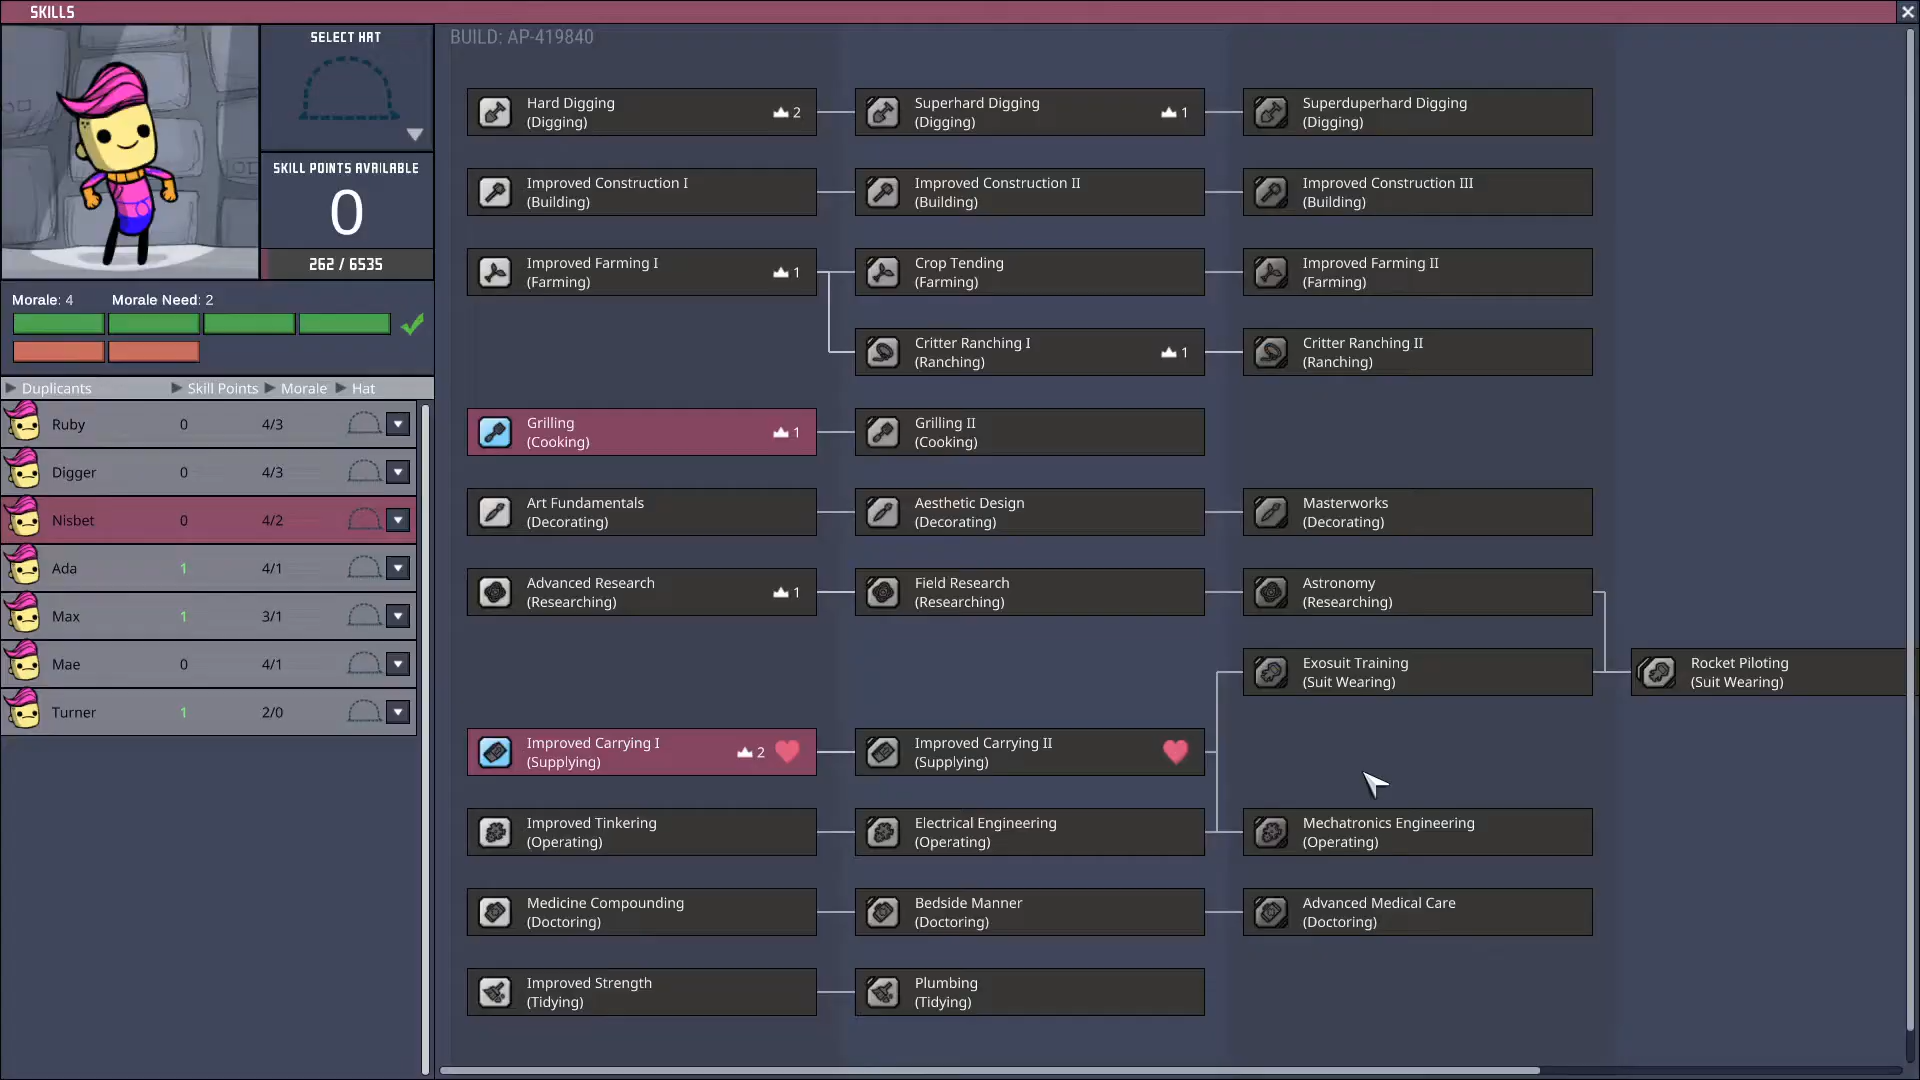 SKILLS
SELECT HAT
BUILD: AP-419840
SKILL POINTS AVAILABLE
0
262 / 6535
Morale: 4 Morale Need: 2
Duplicants Skill Points Morale Hat
Ruby 0 4/3
Digger 0 4/3
Nisbet 0 4/2
Ada 1 4/1
Max 1 3/1
Mae 0 4/1
Turner 1 2/0
Hard Digging
(Digging)
2
Superhard Digging
(Digging)
1
Superduperhard Digging
(Digging)
Improved Construction I
(Building)
Improved Construction II
(Building)
Improved Construction III
(Building)
Improved Farming I
(Farming)
1
Crop Tending
(Farming)
Improved Farming II
(Farming)
Critter Ranching I
(Ranching)
1
Critter Ranching II
(Ranching)
Grilling
(Cooking)
1
Grilling II
(Cooking)
Art Fundamentals
(Decorating)
Aesthetic Design
(Decorating)
Masterworks
(Decorating)
Advanced Research
(Researching)
1
Field Research
(Researching)
Astronomy
(Researching)
Exosuit Training
(Suit Wearing)
Rocket Piloting
(Suit Wearing)
Improved Carrying I
(Supplying)
2
Improved Carrying II
(Supplying)
Improved Tinkering
(Operating)
Electrical Engineering
(Operating)
Mechatronics Engineering
(Operating)
Medicine Compounding
(Doctoring)
Bedside Manner
(Doctoring)
Advanced Medical Care
(Doctoring)
Improved Strength
(Tidying)
Plumbing
(Tidying)